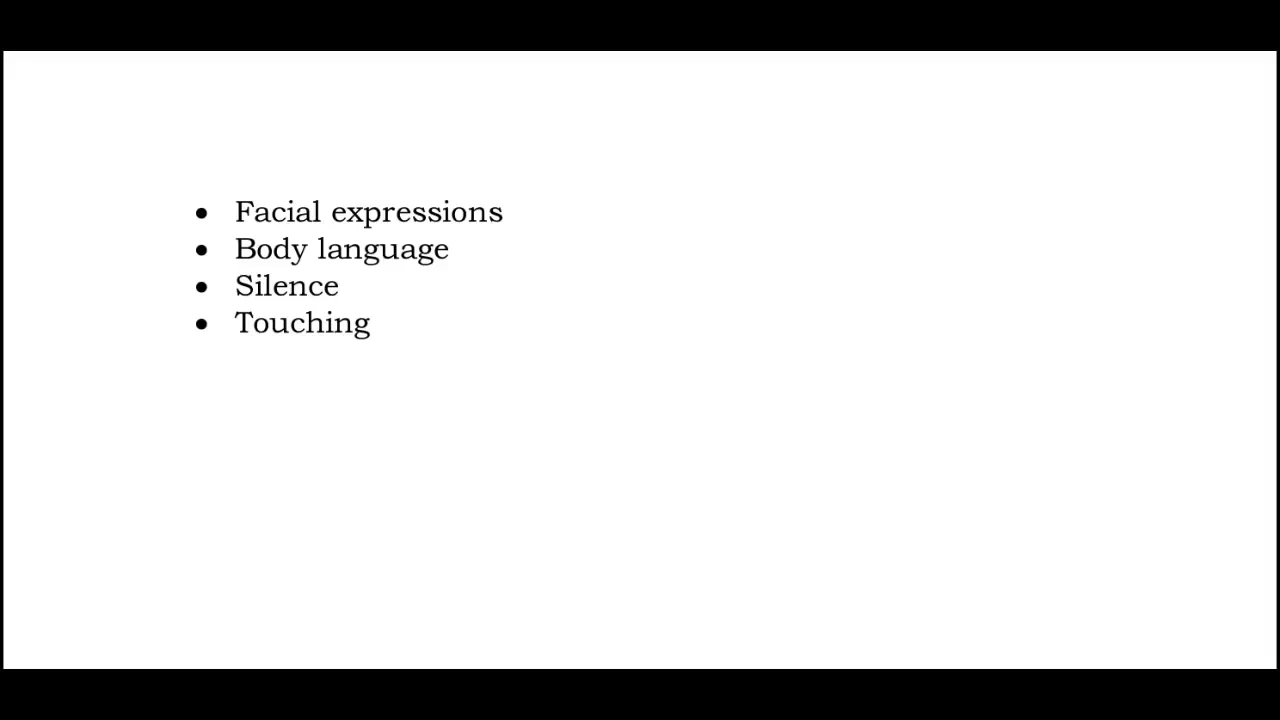 • Facial expressions
• Body language
• Silence
• Touching